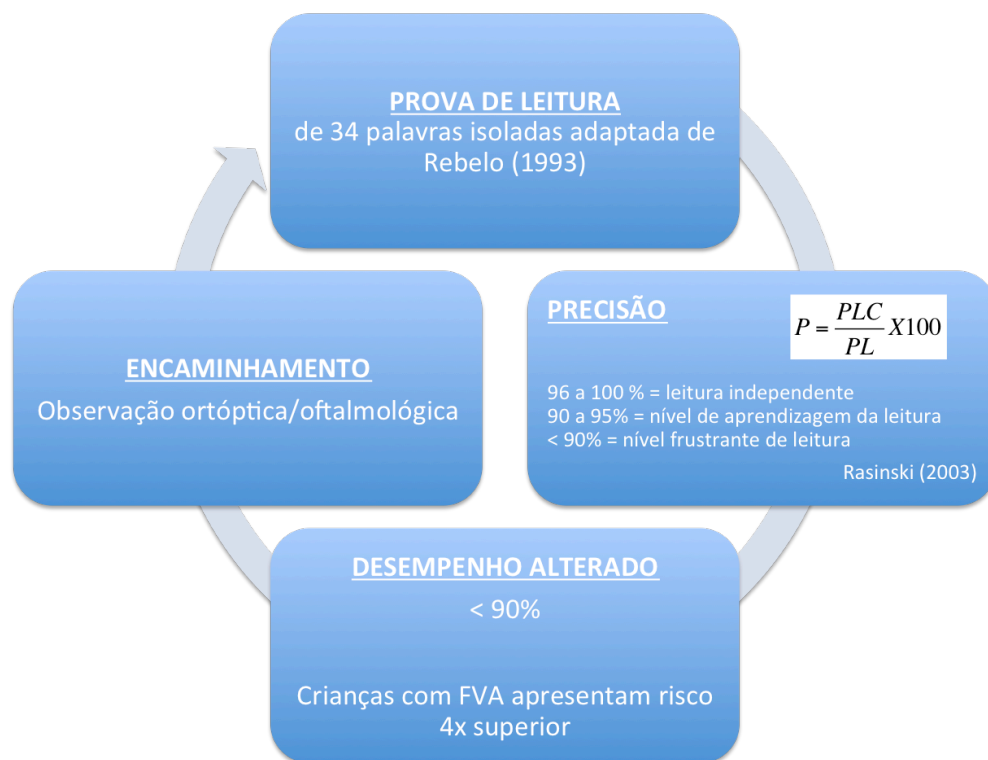 PROVA DE LEITURA
de 34 palavras isoladas adaptada de
Rebelo (1993)
PRECISÃO
P = PLC/PL X100
96 a 100 % = leitura independente
90 a 95% = nível de aprendizagem da leitura
< 90% = nível frustrante de leitura
Rasinski (2003)
DESEMPENHO ALTERADO
< 90%
Crianças com FVA apresentam risco
4x superior
ENCAMINHAMENTO
Observação ortóptica/oftalmológica